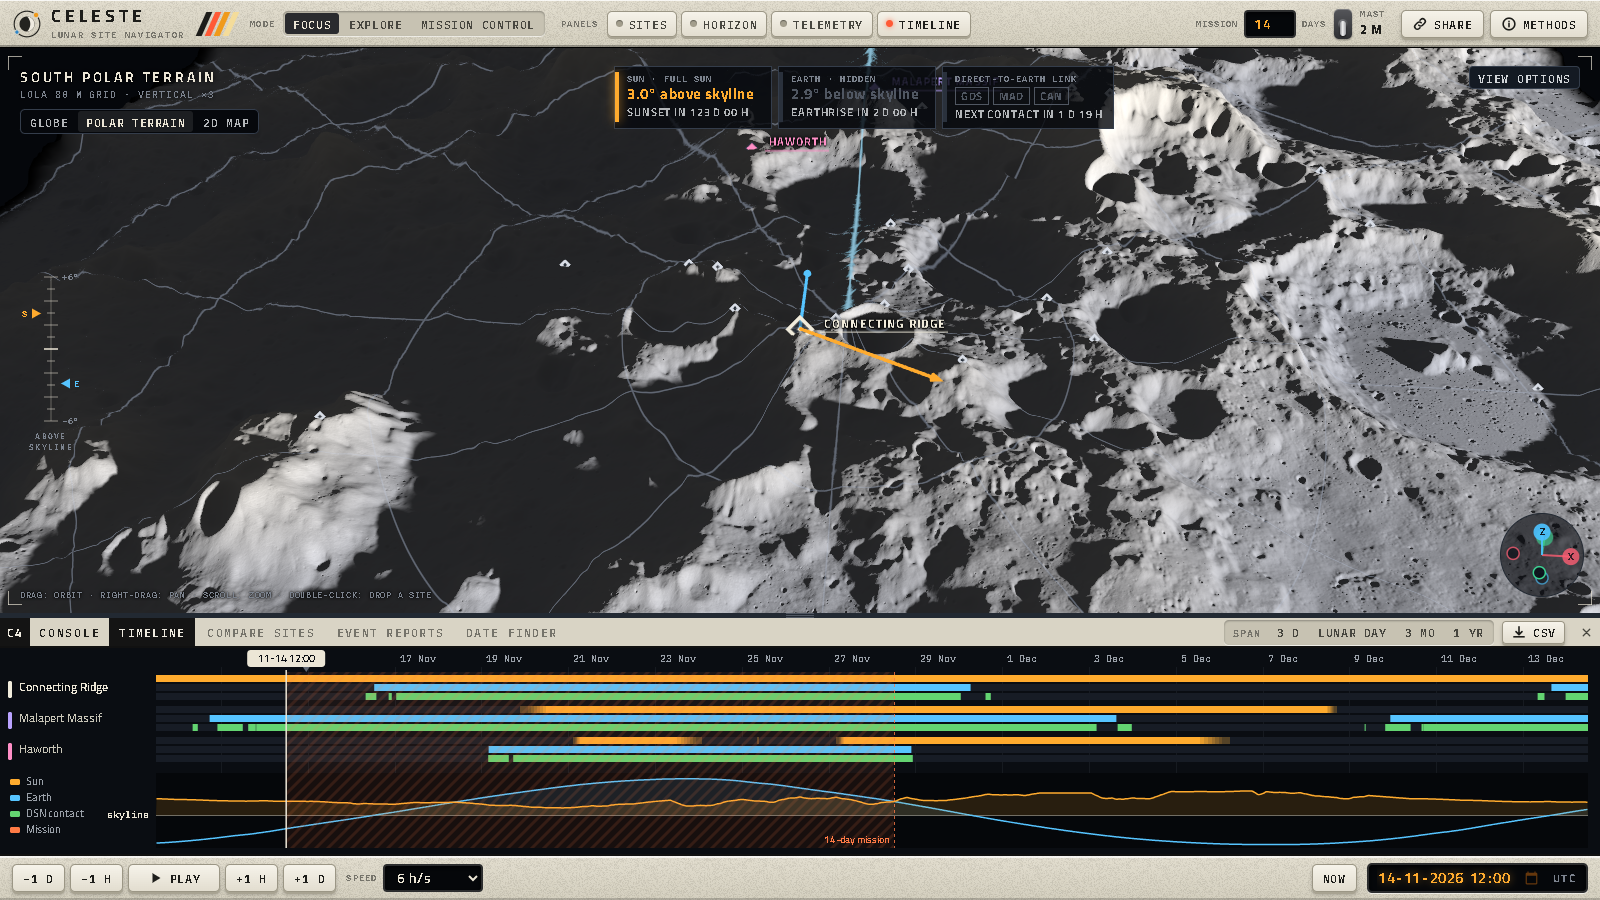 CELESTE
LUNAR SITE NAVIGATOR
MODE
FOCUS
EXPLORE
MISSION CONTROL
PANELS
SITES
HORIZON
TELEMETRY
TIMELINE
MISSION
14
DAYS
MAST
2 M
SHARE
METHODS
SOUTH POLAR TERRAIN
LOLA 80 M GRID · VERTICAL ×3
GLOBE
POLAR TERRAIN
2D MAP
SUN · FULL SUN
3.0° above skyline
SUNSET IN 123 D 00 H
EARTH · HIDDEN
2.9° below skyline
EARTHRISE IN 2 D 00 H
DIRECT-TO-EARTH LINK
GDS
MAD
CAN
NEXT CONTACT IN 1 D 19 H
VIEW OPTIONS
HAWORTH
CONNECTING RIDGE
+6°
S
E
-6°
ABOVE
SKYLINE
Z
X
DRAG: ORBIT · RIGHT-DRAG: PAN · SCROLL: ZOOM · DOUBLE-CLICK: DROP A SITE
C4
CONSOLE
TIMELINE
COMPARE SITES
EVENT REPORTS
DATE FINDER
SPAN
3 D
LUNAR DAY
3 MO
1 YR
CSV
×
11-14 12:00
17 Nov
19 Nov
21 Nov
23 Nov
25 Nov
27 Nov
29 Nov
1 Dec
3 Dec
5 Dec
7 Dec
9 Dec
11 Dec
13 Dec
Connecting Ridge
Malapert Massif
Haworth
Sun
Earth
DSN contact
Mission
skyline
14-day mission
-1 D
-1 H
PLAY
+1 H
+1 D
SPEED
6 h/s
NOW
14-11-2026 12:00
UTC